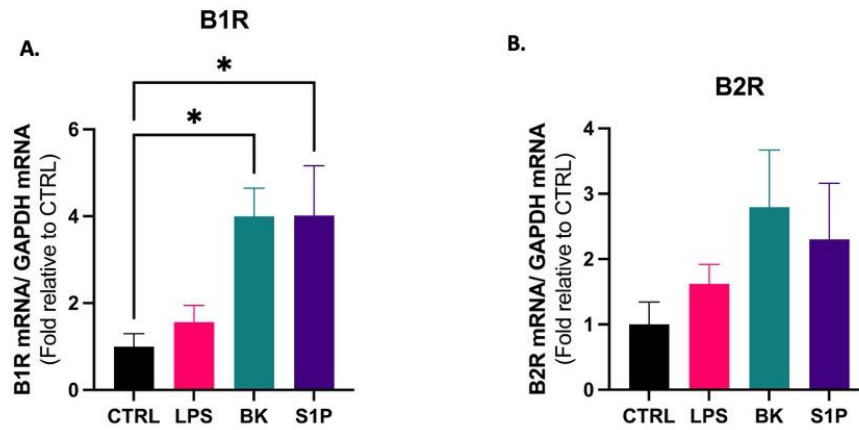 A.
B1R
*
*
B1R mRNA/ GAPDH mRNA
(Fold relative to CTRL)
6
4
2
0
CTRL LPS BK S1P
B.
B2R
B2R mRNA/ GAPDH mRNA
(Fold relative to CTRL)
4
3
2
1
0
CTRL LPS BK S1P